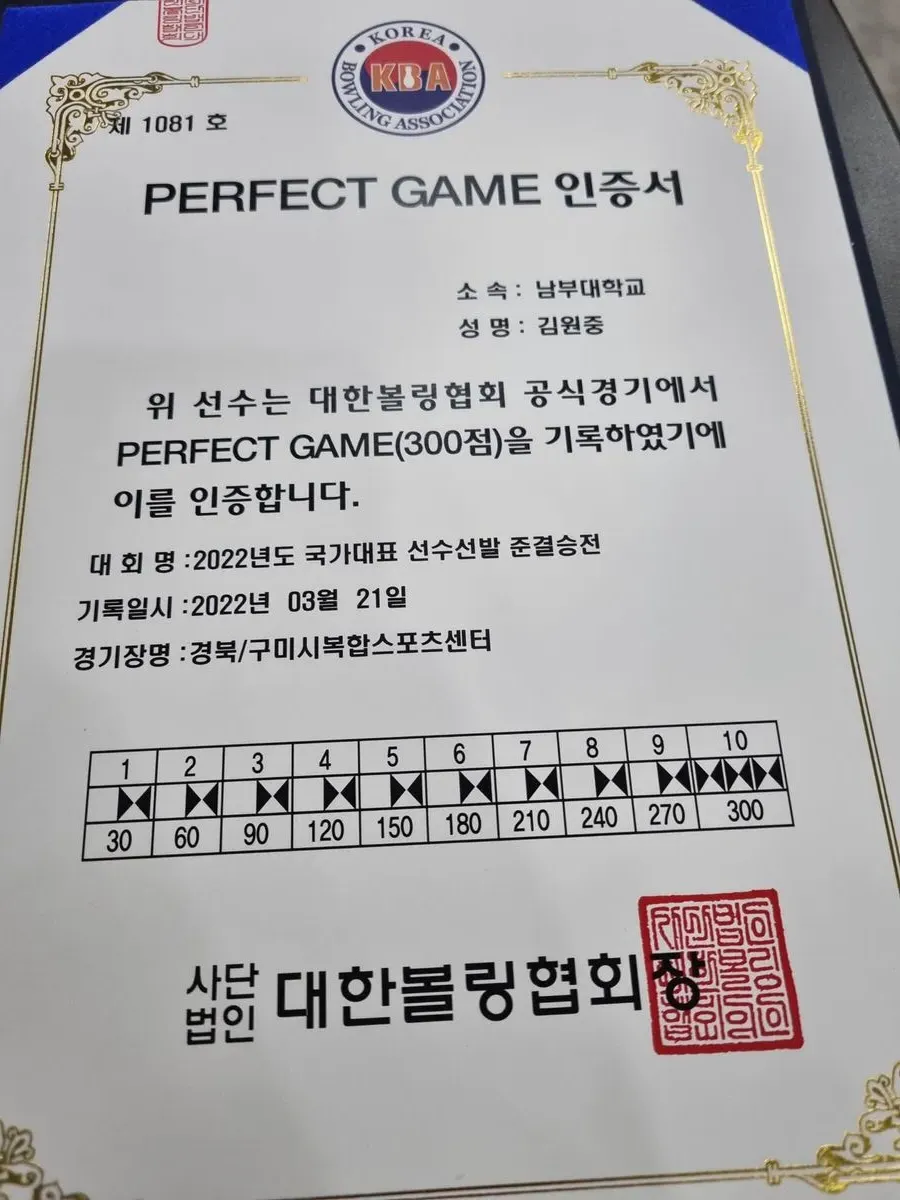 KOREA
KBA
BOWLING ASSOCIATION
제 1081 호
PERFECT GAME 인증서
소 속 : 남부대학교
성 명 : 김원중
위 선수는 대한볼링협회 공식경기에서
PERFECT GAME(300점)을 기록하였기에
이를 인증합니다.
대 회 명 :2022년도 국가대표 선수선발 준결승전
기록일시 :2022년 03월 21일
경기장명 :경북/구미시복합스포츠센터
1 2 3 4 5 6 7 8 9 10
30 60 90 120 150 180 210 240 270 300
사단
법인 대한볼링협회장